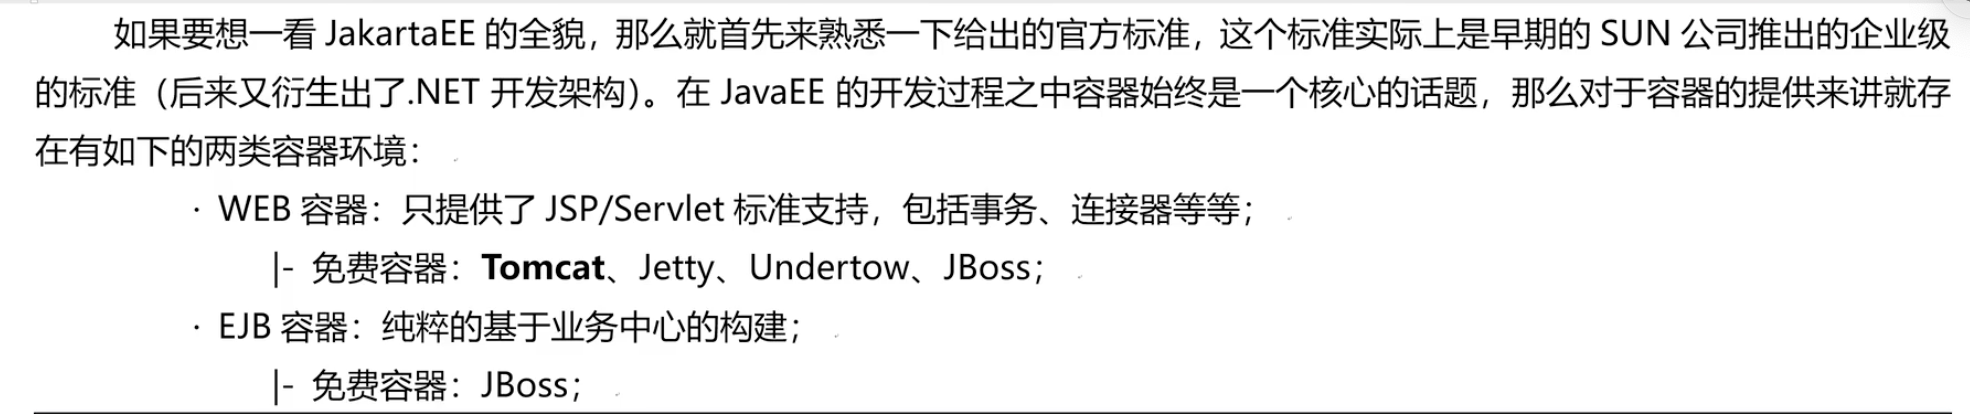 如果要想一看 JakartaEE 的全貌，那么就首先来熟悉一下给出的官方标准，这个标准实际上是早期的 SUN 公司推出的企业级
的标准（后来又衍生出了.NET 开发架构）。在 JavaEE 的开发过程之中容器始终是一个核心的话题，那么对于容器的提供来讲就存
在有如下的两类容器环境：
· WEB 容器：只提供了 JSP/Servlet 标准支持，包括事务、连接器等等；
|- 免费容器：Tomcat、Jetty、Undertow、JBoss；
· EJB 容器：纯粹的基于业务中心的构建；
|- 免费容器：JBoss；